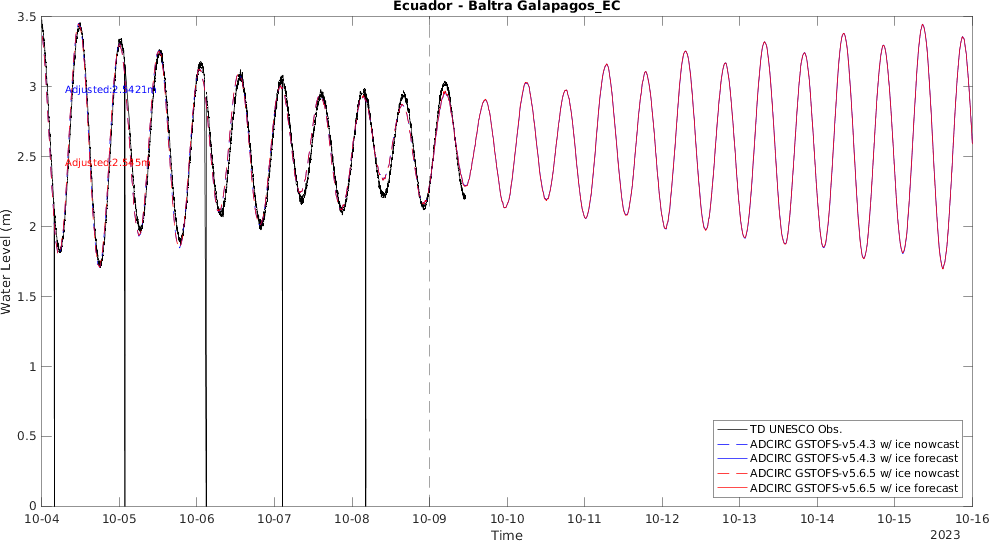 Ecuador - Baltra Galapagos_EC
3.5
3
2.5
2
1.5
1
0.5
0
Water Level (m)
Adjusted:2.5421m
Adjusted:2.545m
TD UNESCO Obs.
ADCIRC GSTOFS-v5.4.3 w/ ice nowcast
ADCIRC GSTOFS-v5.4.3 w/ ice forecast
ADCIRC GSTOFS-v5.6.5 w/ ice nowcast
ADCIRC GSTOFS-v5.6.5 w/ ice forecast
10-04 10-05 10-06 10-07 10-08 10-09 10-10 10-11 10-12 10-13 10-14 10-15 10-16
Time
2023